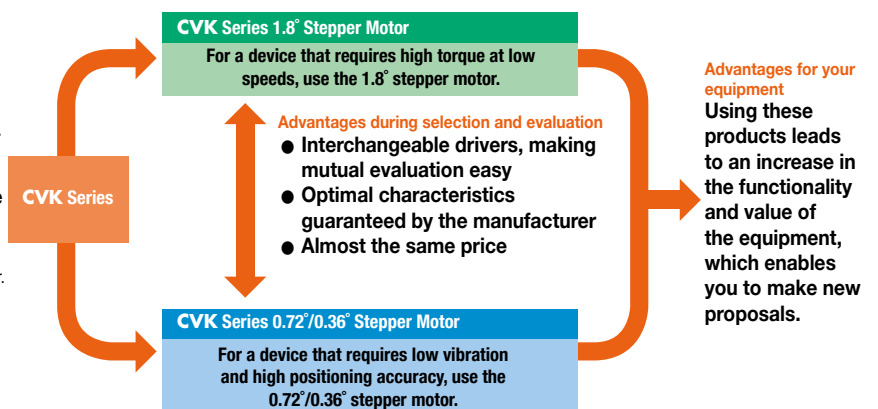 CVK Series
CVK Series 1.8° Stepper Motor
For a device that requires high torque at low
speeds, use the 1.8° stepper motor.
Advantages during selection and evaluation
● Interchangeable drivers, making
mutual evaluation easy
● Optimal characteristics
guaranteed by the manufacturer
● Almost the same price
CVK Series 0.72°/0.36° Stepper Motor
For a device that requires low vibration
and high positioning accuracy, use the
0.72°/0.36° stepper motor.
Advantages for your
equipment
Using these
products leads
to an increase in
the functionality
and value of
the equipment,
which enables
you to make new
proposals.